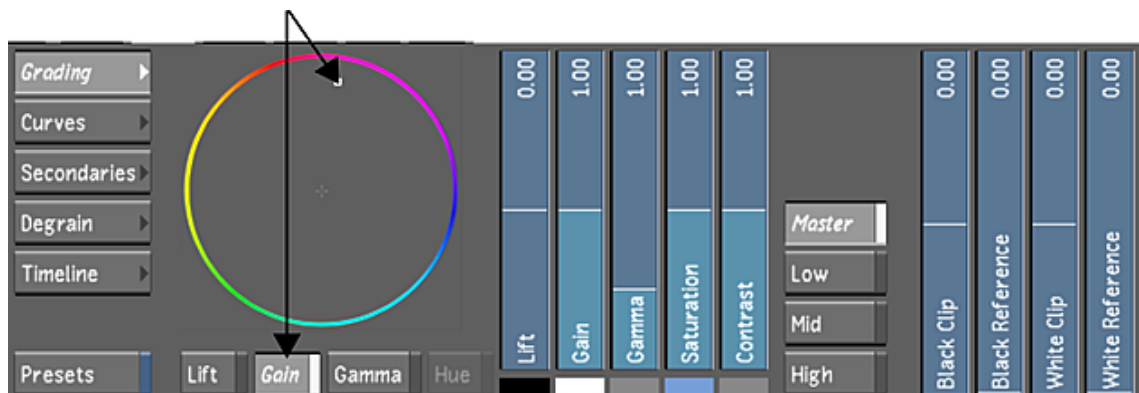 Grading
Curves
Secondaries
Degrain
Timeline
Presets
Lift
Gain
Gamma
Hue
0.00
Lift
1.00
Gain
1.00
Gamma
1.00
Saturation
1.00
Contrast
Master
Low
Mid
High
0.00
Black Clip
0.00
Black Reference
0.00
White Clip
0.00
White Reference